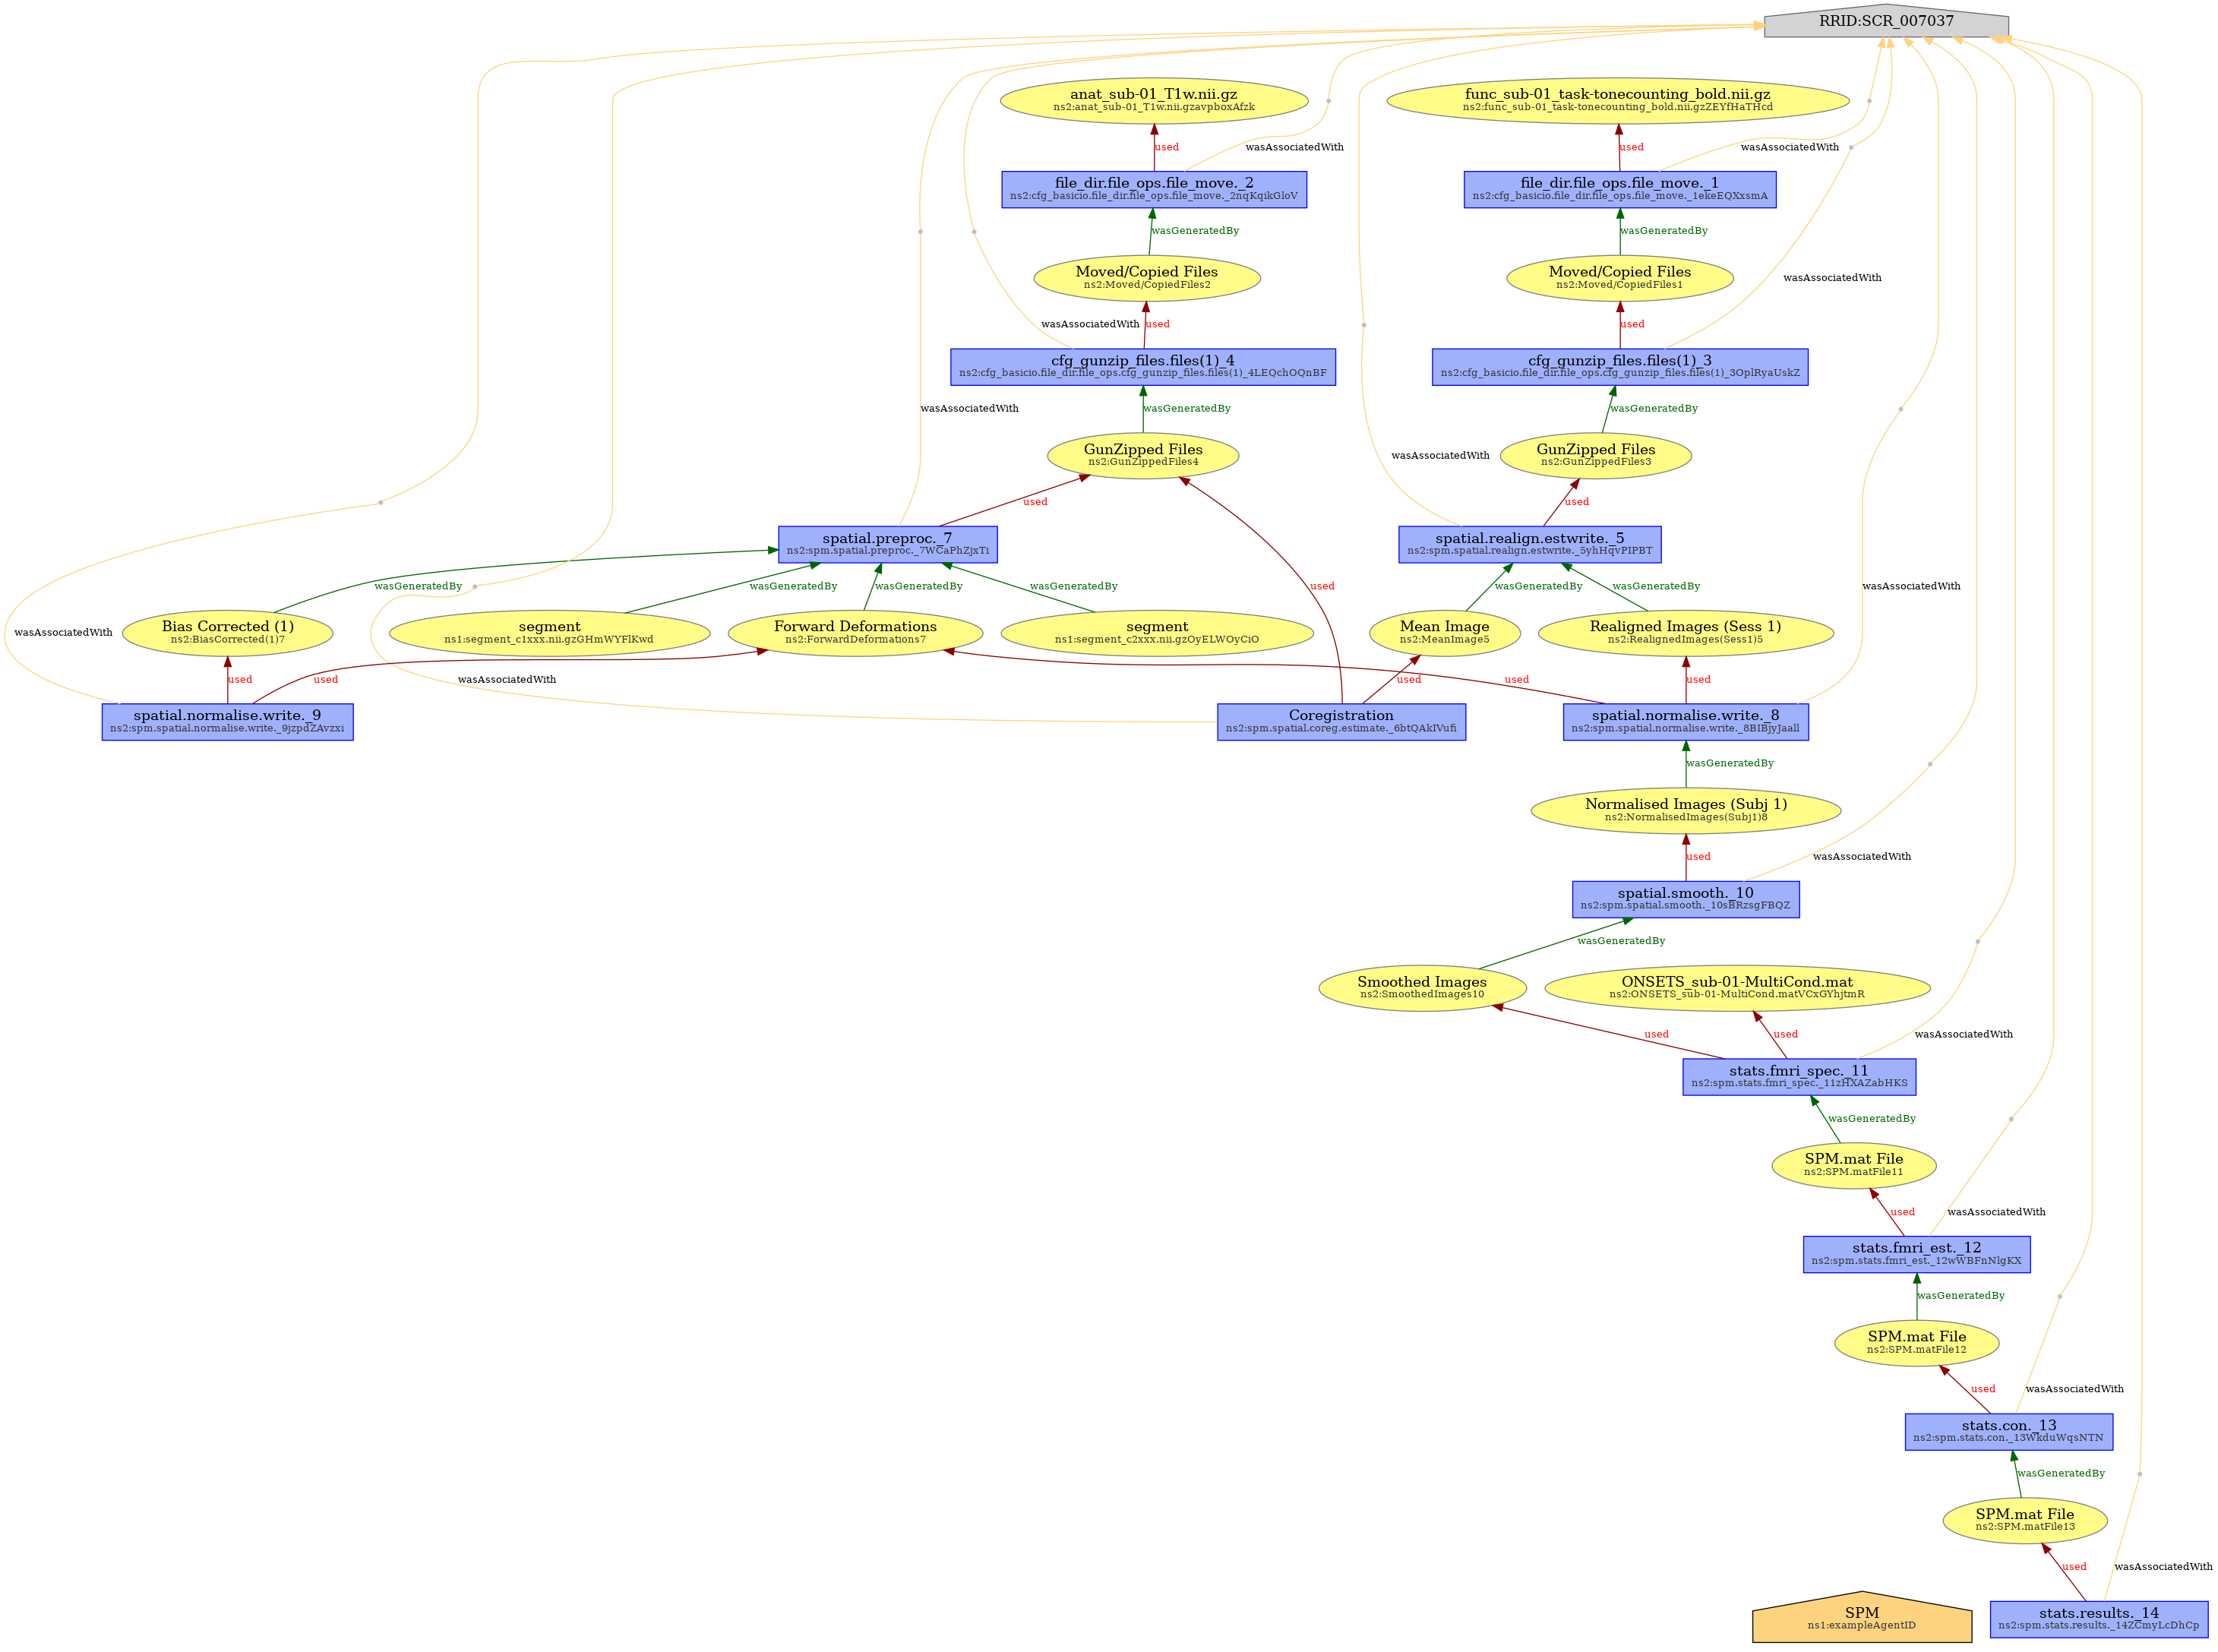 RRID:SCR_007037
anat_sub-01_T1w.nii.gz
ns2:anat_sub-01_T1w.nii.gzavpboxAfzk
func_sub-01_task-tonecounting_bold.nii.gz
ns2:func_sub-01_task-tonecounting_bold.nii.gzZEYfHaTHcd
used
wasAssociatedWith
used
wasAssociatedWith
file_dir.file_ops.file_move._2
ns2:cfg_basicio.file_dir.file_ops.file_move._2nqKqikGloV
file_dir.file_ops.file_move._1
ns2:cfg_basicio.file_dir.file_ops.file_move._1ekeEQXxsmA
wasGeneratedBy
wasGeneratedBy
Moved/Copied Files
ns2:Moved/CopiedFiles2
Moved/Copied Files
ns2:Moved/CopiedFiles1
wasAssociatedWith
wasAssociatedWith
used
used
cfg_gunzip_files.files(1)_4
ns2:cfg_basicio.file_dir.file_ops.cfg_gunzip_files.files(1)_4LEQchOQnBF
cfg_gunzip_files.files(1)_3
ns2:cfg_basicio.file_dir.file_ops.cfg_gunzip_files.files(1)_3OplRyaUskZ
wasAssociatedWith
wasGeneratedBy
wasGeneratedBy
GunZipped Files
ns2:GunZippedFiles4
wasAssociatedWith
GunZipped Files
ns2:GunZippedFiles3
used
used
spatial.preproc._7
ns2:spm.spatial.preproc._7WCaPhZjxTi
spatial.realign.estwrite._5
ns2:spm.spatial.realign.estwrite._5yhHqvPIPBT
wasGeneratedBy
wasGeneratedBy
wasGeneratedBy
wasGeneratedBy
used
wasGeneratedBy
wasGeneratedBy
wasAssociatedWith
wasAssociatedWith
Bias Corrected (1)
ns2:BiasCorrected(1)7
segment
ns1:segment_c1xxx.nii.gzGHmWYFlKwd
Forward Deformations
ns2:ForwardDeformations7
segment
ns1:segment_c2xxx.nii.gzOyELWOyCiO
Mean Image
ns2:MeanImage5
Realigned Images (Sess 1)
ns2:RealignedImages(Sess1)5
used
used
wasAssociatedWith
used
used
used
spatial.normalise.write._9
ns2:spm.spatial.normalise.write._9jzpdZAvzxi
Coregistration
ns2:spm.spatial.coreg.estimate._6btQAkIVufi
spatial.normalise.write._8
ns2:spm.spatial.normalise.write._8BIBjyJaall
wasGeneratedBy
Normalised Images (Subj 1)
ns2:NormalisedImages(Subj1)8
used
wasAssociatedWith
spatial.smooth._10
ns2:spm.spatial.smooth._10sBRzsgFBQZ
wasGeneratedBy
Smoothed Images
ns2:SmoothedImages10
ONSETS_sub-01-MultiCond.mat
ns2:ONSETS_sub-01-MultiCond.matVCxGYhjtmR
used
used
wasAssociatedWith
stats.fmri_spec._11
ns2:spm.stats.fmri_spec._11zHXAZabHKS
wasGeneratedBy
SPM.mat File
ns2:SPM.matFile11
used
wasAssociatedWith
stats.fmri_est._12
ns2:spm.stats.fmri_est._12wWBFnNlgKX
wasGeneratedBy
SPM.mat File
ns2:SPM.matFile12
used
wasAssociatedWith
stats.con._13
ns2:spm.stats.con._13WkduWqsNTN
wasGeneratedBy
SPM.mat File
ns2:SPM.matFile13
used
wasAssociatedWith
SPM
ns1:exampleAgentID
stats.results._14
ns2:spm.stats.results._14ZCmyLcDhCp